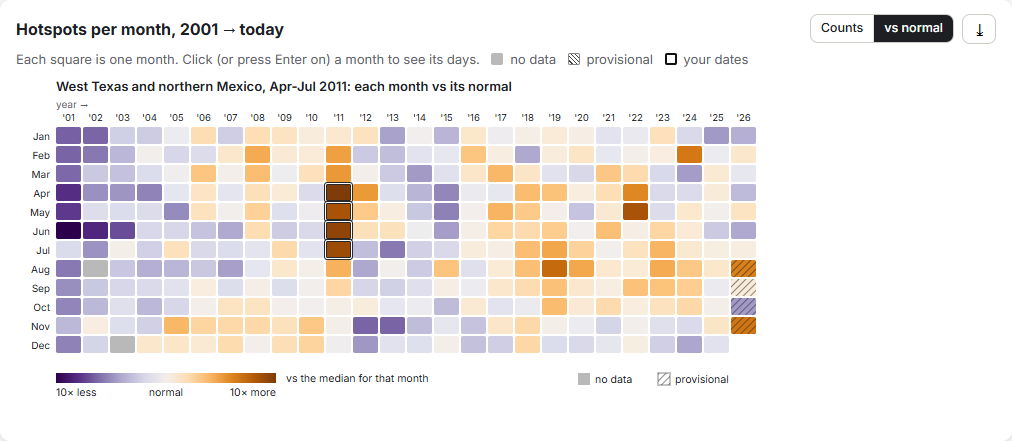 Hotspots per month, 2001 → today
Counts
vs normal
Each square is one month. Click (or press Enter on) a month to see its days.
no data
provisional
your dates
West Texas and northern Mexico, Apr-Jul 2011: each month vs its normal
year →
'01 '02 '03 '04 '05 '06 '07 '08 '09 '10 '11 '12 '13 '14 '15 '16 '17 '18 '19 '20 '21 '22 '23 '24 '25 '26
Jan
Feb
Mar
Apr
May
Jun
Jul
Aug
Sep
Oct
Nov
Dec
vs the median for that month
10× less
normal
10× more
no data
provisional